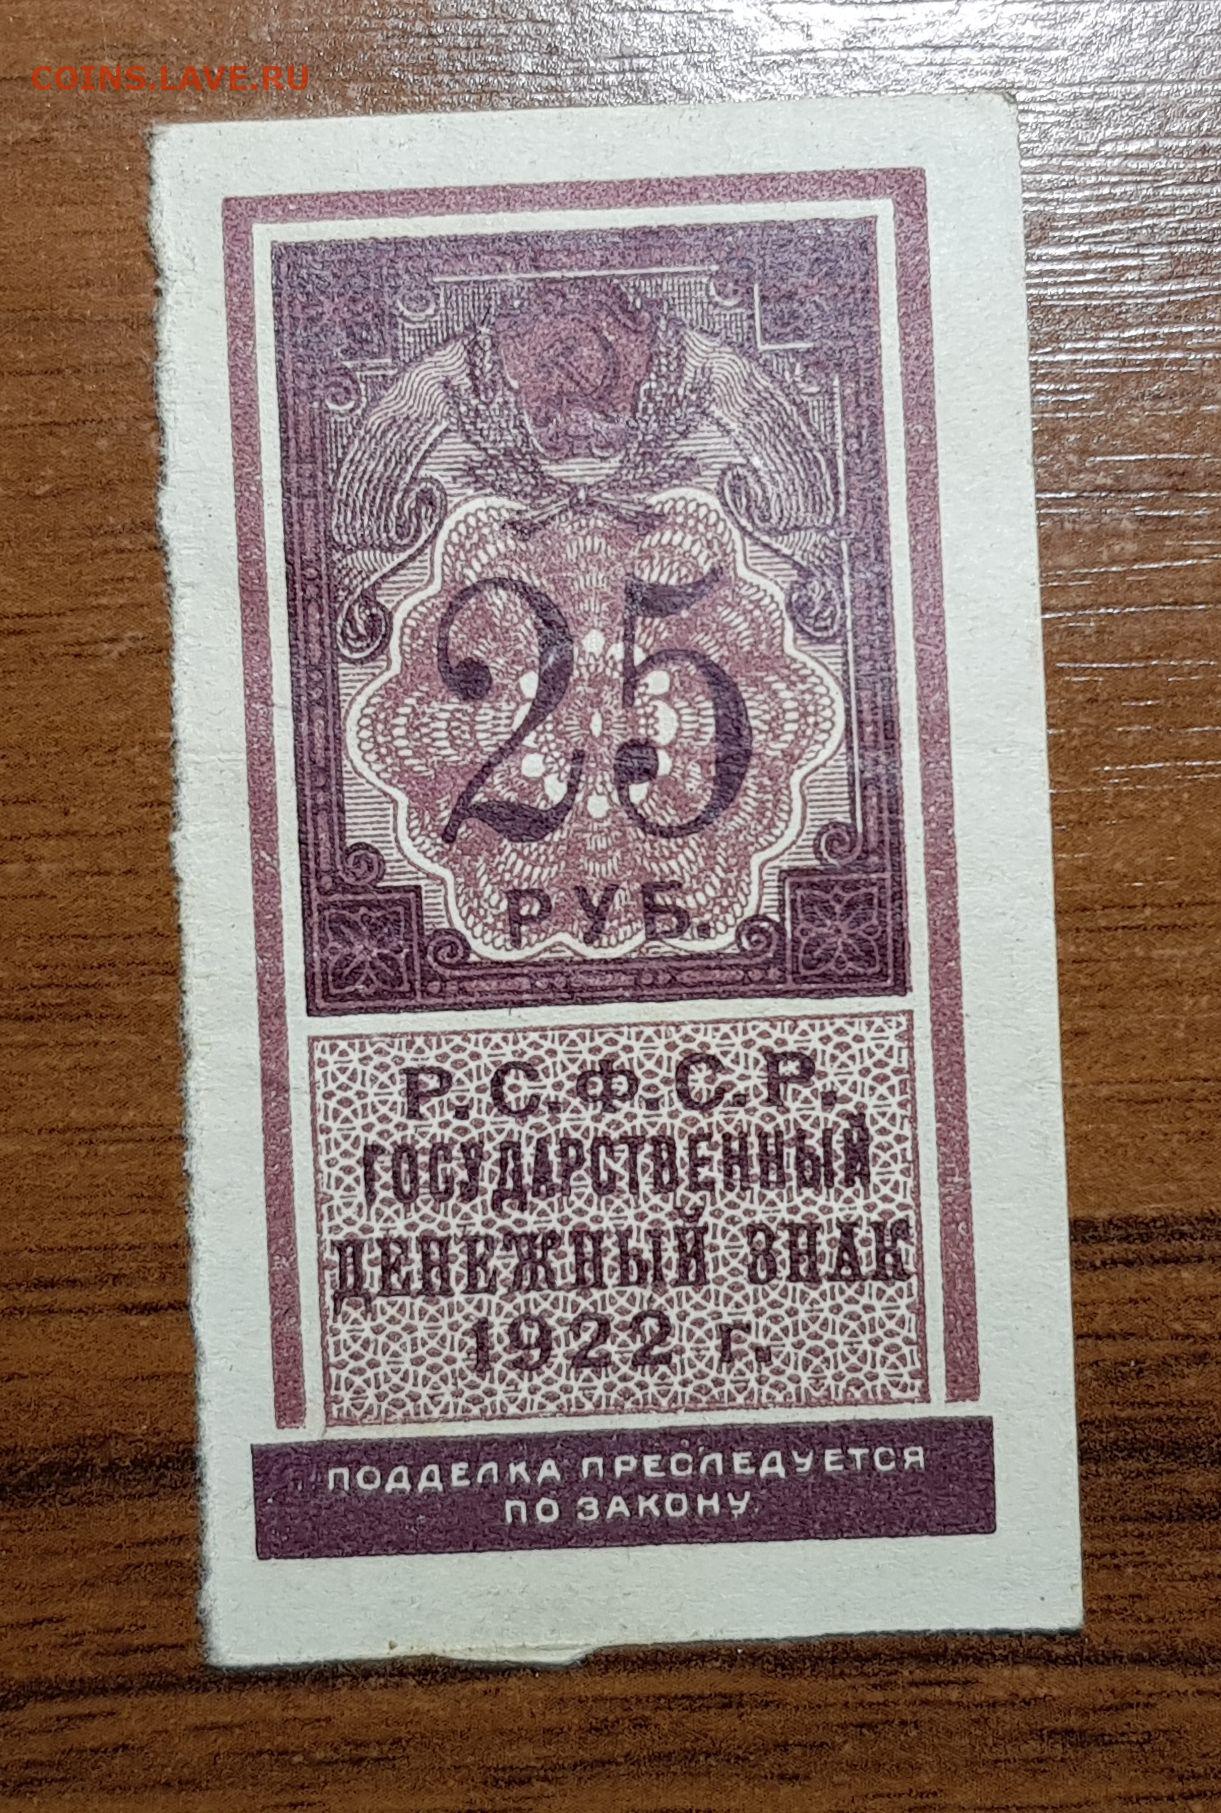 COINS.LAVE.RU
25
РУБ.
Р.С.Ф.С.Р.
ГОСУДАРСТВЕННЫЙ
ДЕНЕЖНЫЙ ЗНАК
1922 г.
ПОДДЕЛКА ПРЕСЛЕДУЕТСЯ
ПО ЗАКОНУ.